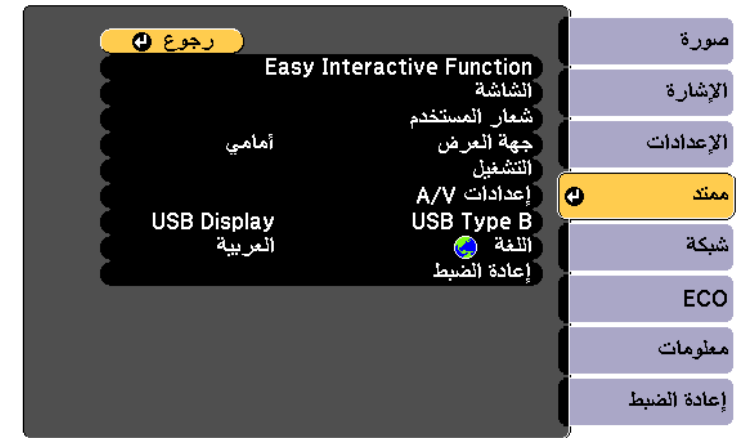 صورة
الإشارة
الإعدادات
ممتد
شبكة
ECO
معلومات
إعادة الضبط
رجوع
Easy Interactive Function
الشاشة
شعار المستخدم
جهة العرض أمامي
التشغيل
إعدادات A/V
USB Type B USB Display
اللغة العربية
إعادة الضبط